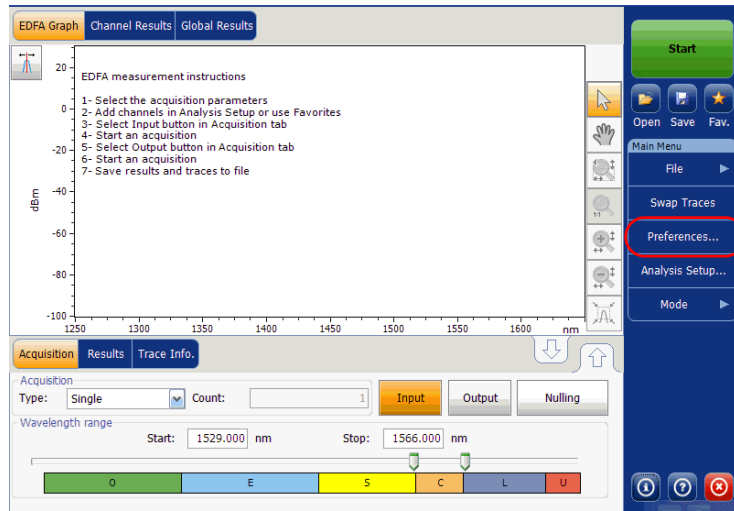 EDFA Graph Channel Results Global Results
Start
20
EDFA measurement instructions
1- Select the acquisition parameters
2- Add channels in Analysis Setup or use Favorites
3- Select Input button in Acquisition tab
4- Start an acquisition
5- Select Output button in Acquisition tab
6- Start an acquisition
7- Save results and traces to file
0
-20
-40
-60
-80
-100
dBm
1250 1300 1350 1400 1450 1500 1550 1600 nm
1:1
Open Save Fav.
Main Menu
File
Swap Traces
Preferences...
Analysis Setup...
Mode
Acquisition Results Trace Info.
Acquisition
Type: Single Count: 1 Input Output Nulling
Wavelength range
Start: 1529.000 nm Stop: 1566.000 nm
O E S C L U